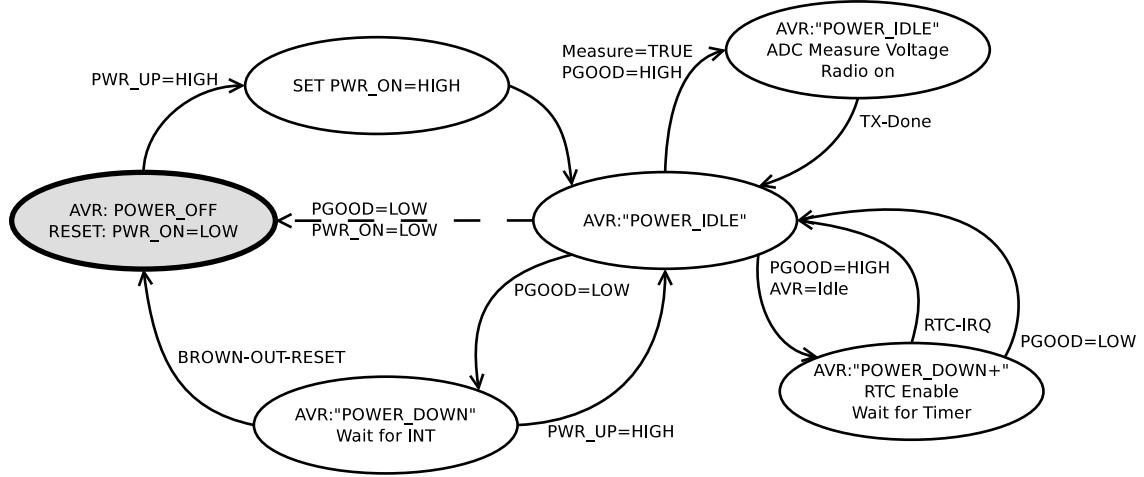 AVR:"POWER_IDLE"
ADC Measure Voltage
Radio on
Measure=TRUE
PGOOD=HIGH
PWR_UP=HIGH
SET PWR_ON=HIGH
TX-Done
AVR: POWER_OFF
RESET: PWR_ON=LOW
PGOOD=LOW
PWR_ON=LOW
AVR:"POWER_IDLE"
PGOOD=HIGH
AVR=Idle
PGOOD=LOW
RTC-IRQ
PGOOD=LOW
BROWN-OUT-RESET
AVR:"POWER_DOWN+"
RTC Enable
Wait for Timer
AVR:"POWER_DOWN"
Wait for INT
PWR_UP=HIGH